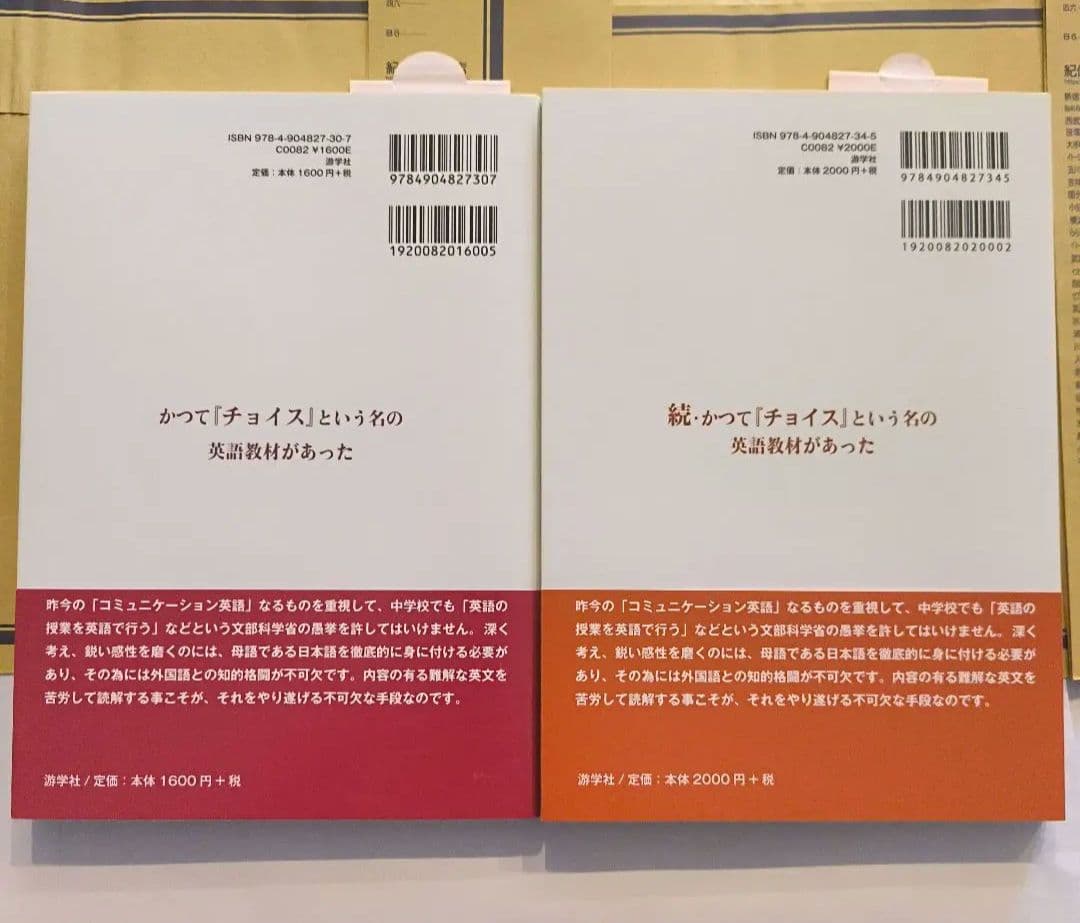 ISBN 978-4-904827-30-7
C0082 ¥1600E
游学社
定価：本体 1600 円＋税
9784904827307
1920082016005
かつて『チョイス』という名の
英語教材があった
昨今の「コミュニケーション英語」なるものを重視して、中学校でも「英語の
授業を英語で行う」などという文部科学省の愚挙を許してはいけません。深く
考え、鋭い感性を磨くのには、母語である日本語を徹底的に身に付ける必要が
あり、その為には外国語との知的格闘が不可欠です。内容の有る難解な英文を
苦労して読解する事こそが、それをやり遂げる不可欠な手段なのです。
游学社 / 定価：本体 1600 円＋税
ISBN 978-4-904827-34-5
C0082 ¥2000E
游学社
定価：本体 2000 円＋税
9784904827345
1920082020002
続・かつて『チョイス』という名の
英語教材があった
昨今の「コミュニケーション英語」なるものを重視して、中学校でも「英語の
授業を英語で行う」などという文部科学省の愚挙を許してはいけません。深く
考え、鋭い感性を磨くのには、母語である日本語を徹底的に身に付ける必要が
あり、その為には外国語との知的格闘が不可欠です。内容の有る難解な英文を
苦労して読解する事こそが、それをやり遂げる不可欠な手段なのです。
游学社 / 定価：本体 2000 円＋税